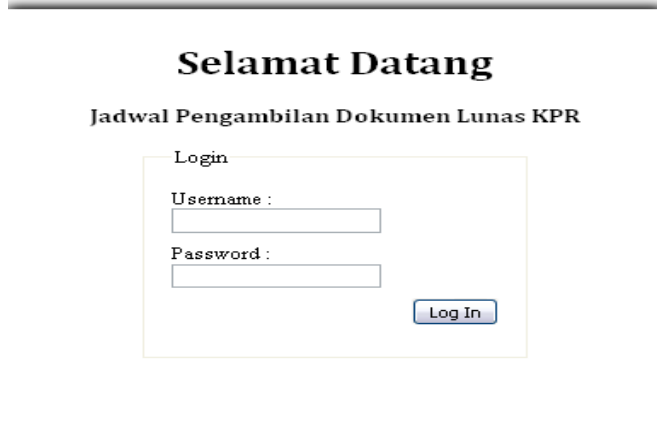 Selamat Datang
Jadwal Pengambilan Dokumen Lunas KPR
Login
Username :
Password :
Log In